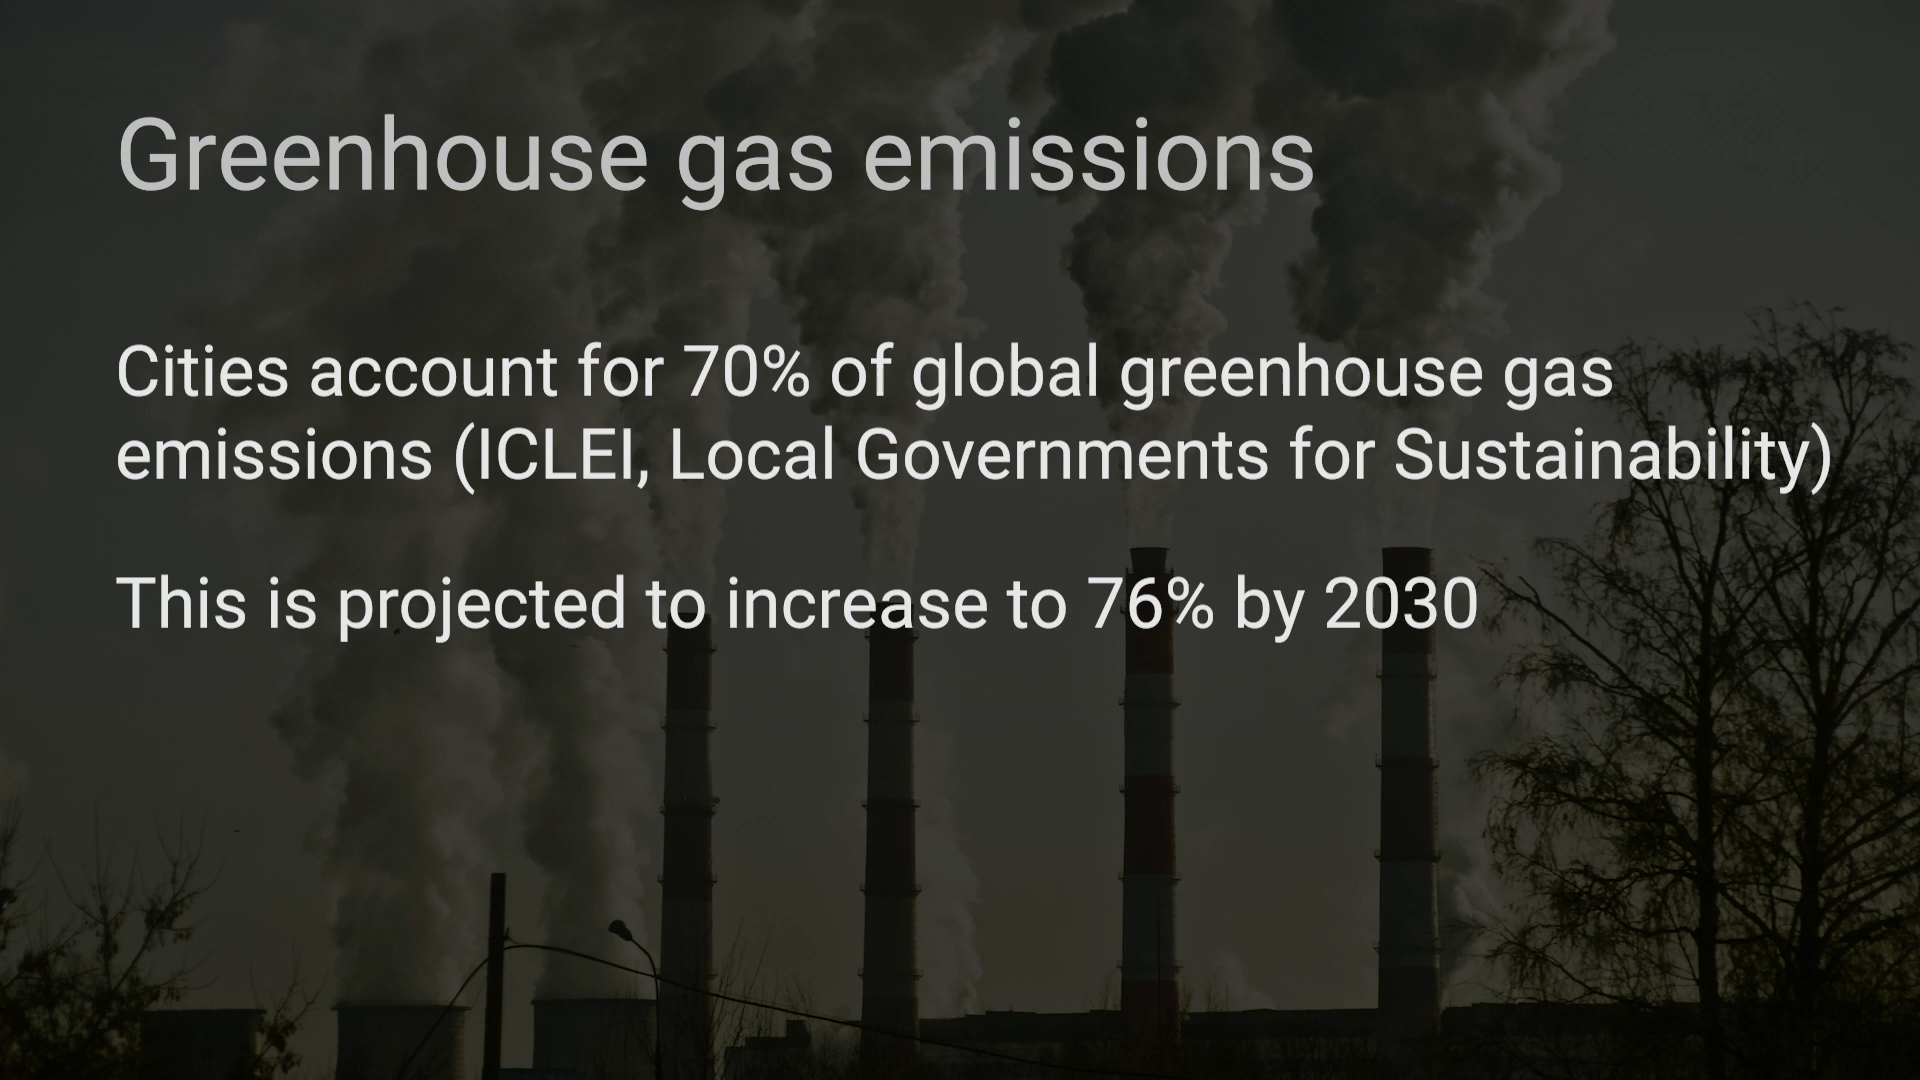 Greenhouse gas emissions
Cities account for 70% of global greenhouse gas
emissions (ICLEI, Local Governments for Sustainability)
This is projected to increase to 76% by 2030